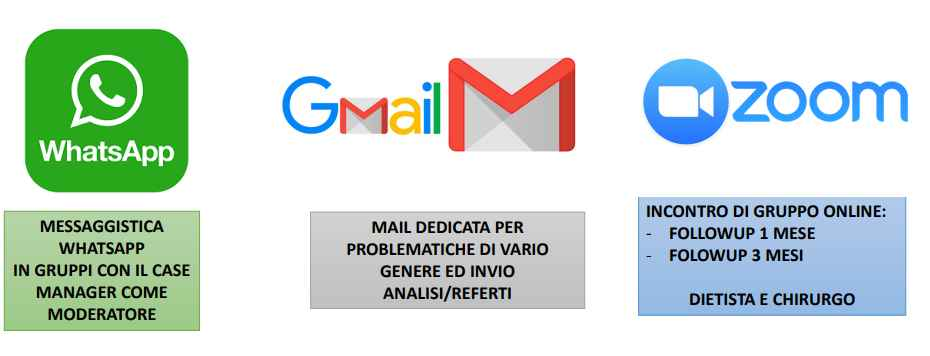 WhatsApp
Gmail
zoom
MESSAGGISTICA
WHATSAPP
IN GRUPPI CON IL CASE
MANAGER COME
MODERATORE
MAIL DEDICATA PER
PROBLEMATICHE DI VARIO
GENERE ED INVIO
ANALISI/REFERTI
INCONTRO DI GRUPPO ONLINE:
- FOLLOWUP 1 MESE
- FOLOWUP 3 MESI
DIETISTA E CHIRURGO